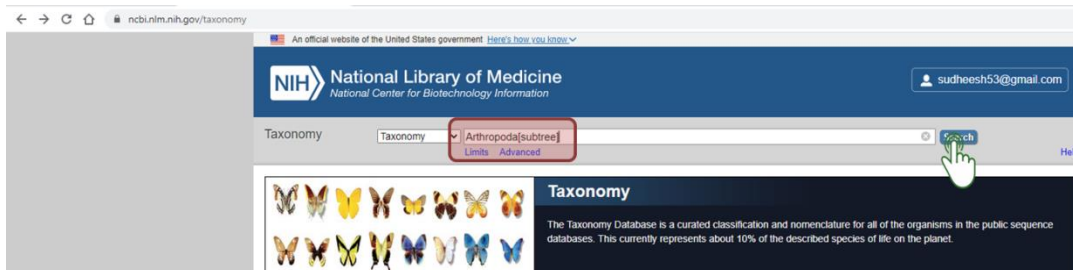 ncbi.nlm.nih.gov/taxonomy
An official website of the United States government Here's how you know
NIH National Library of Medicine
National Center for Biotechnology Information
sudheesh53@gmail.com
Taxonomy Taxonomy Arthropoda[subtree] Search
Limits Advanced
Hel
Taxonomy
The Taxonomy Database is a curated classification and nomenclature for all of the organisms in the public sequence
databases. This currently represents about 10% of the described species of life on the planet.